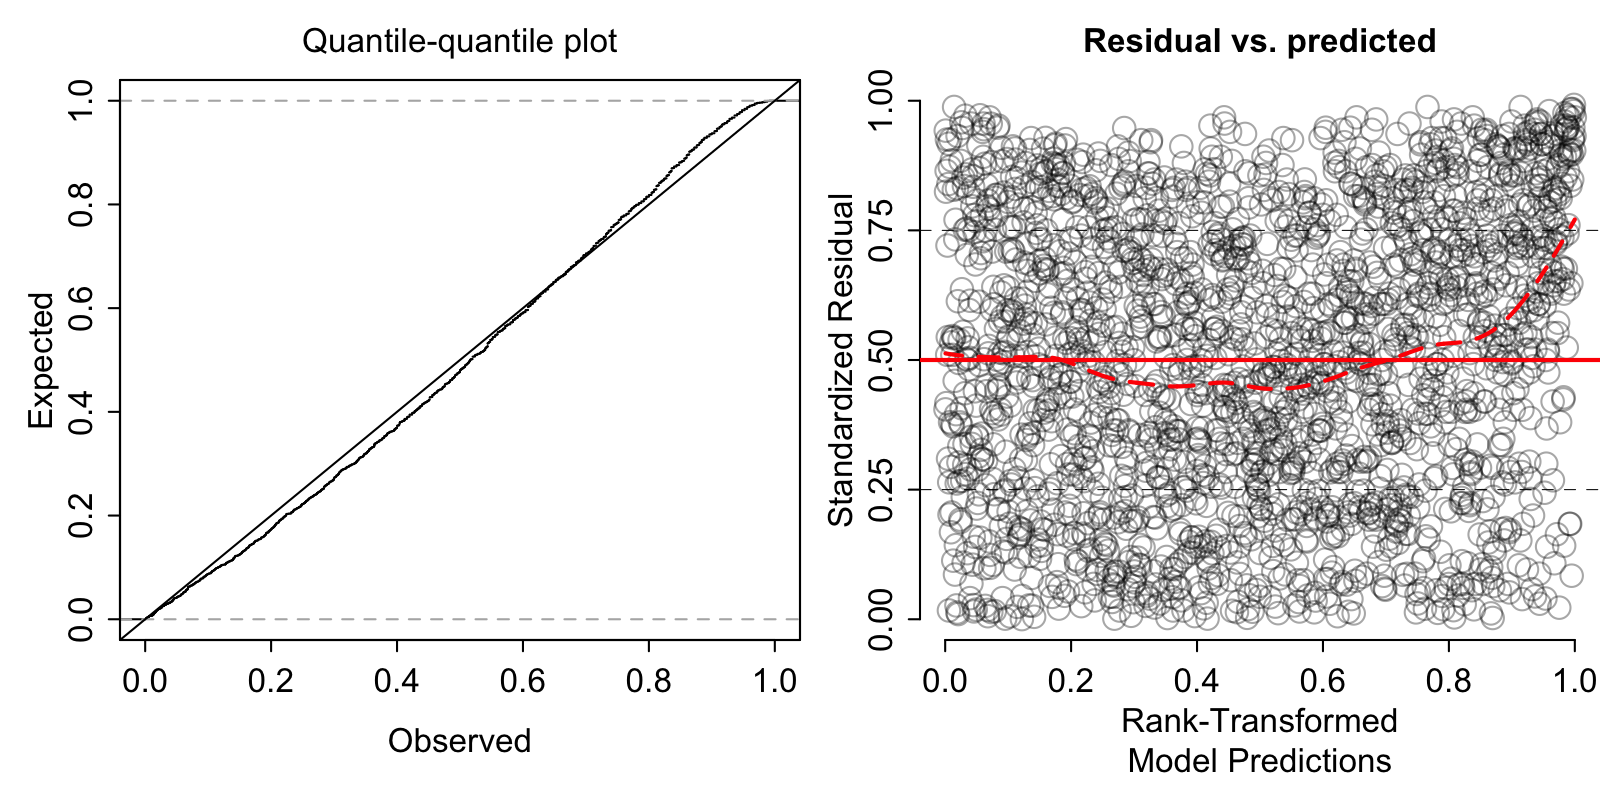 Quantile-quantile plot
Expected
0.0 0.2 0.4 0.6 0.8 1.0
0.0 0.2 0.4 0.6 0.8 1.0
Observed
Residual vs. predicted
Standardized Residual
0.00 0.25 0.50 0.75 1.00
0.0 0.2 0.4 0.6 0.8 1.0
Rank-Transformed
Model Predictions